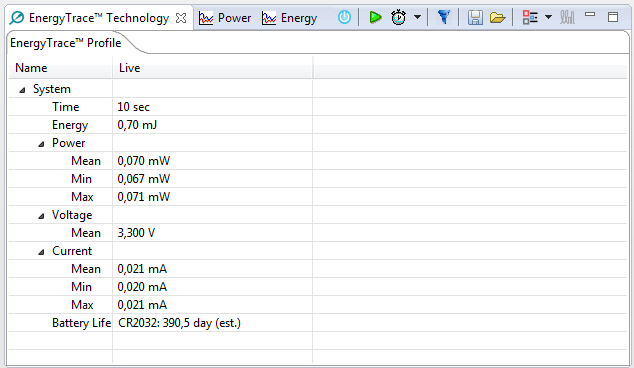 EnergyTrace™ Technology Power Energy
EnergyTrace™ Profile
Name Live
System
Time 10 sec
Energy 0,70 mJ
Power
Mean 0,070 mW
Min 0,067 mW
Max 0,071 mW
Voltage
Mean 3,300 V
Current
Mean 0,021 mA
Min 0,020 mA
Max 0,021 mA
Battery Life CR2032: 390,5 day (est.)